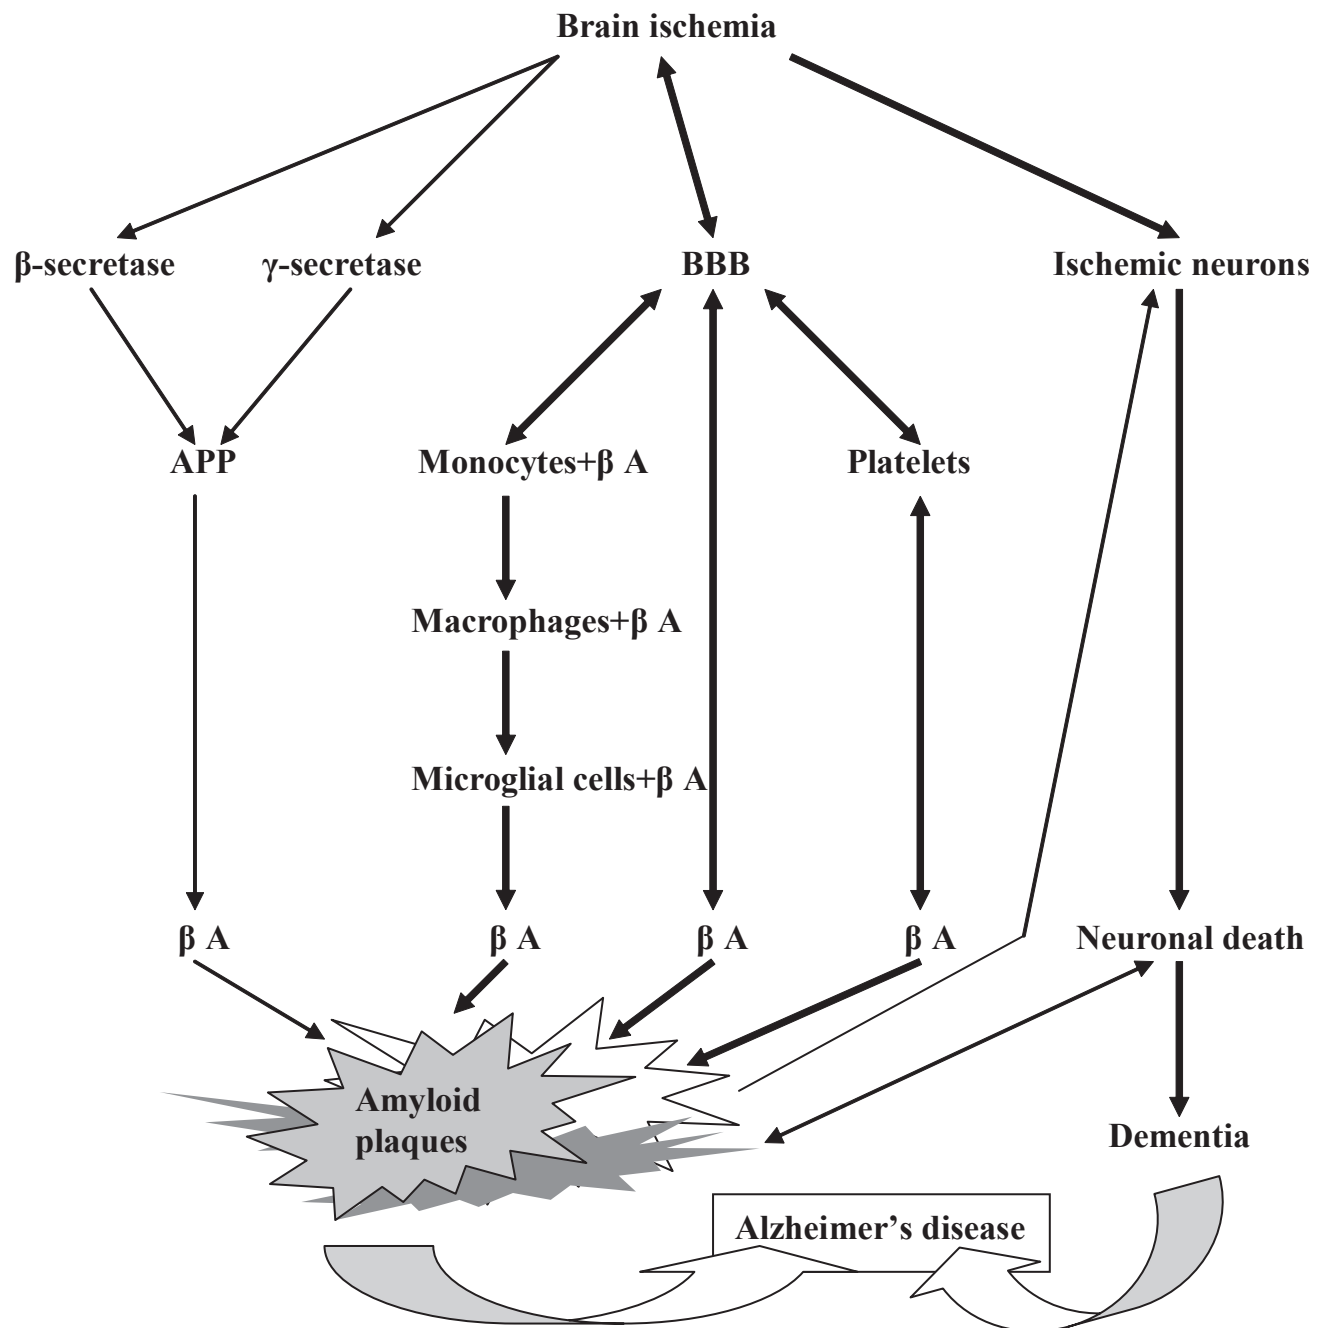 Brain ischemia
β-secretase
γ-secretase
BBB
Ischemic neurons
APP
Monocytes+β A
Platelets
Macrophages+β A
Microglial cells+β A
β A
β A
β A
β A
Neuronal death
Amyloid
plaques
Dementia
Alzheimer’s disease